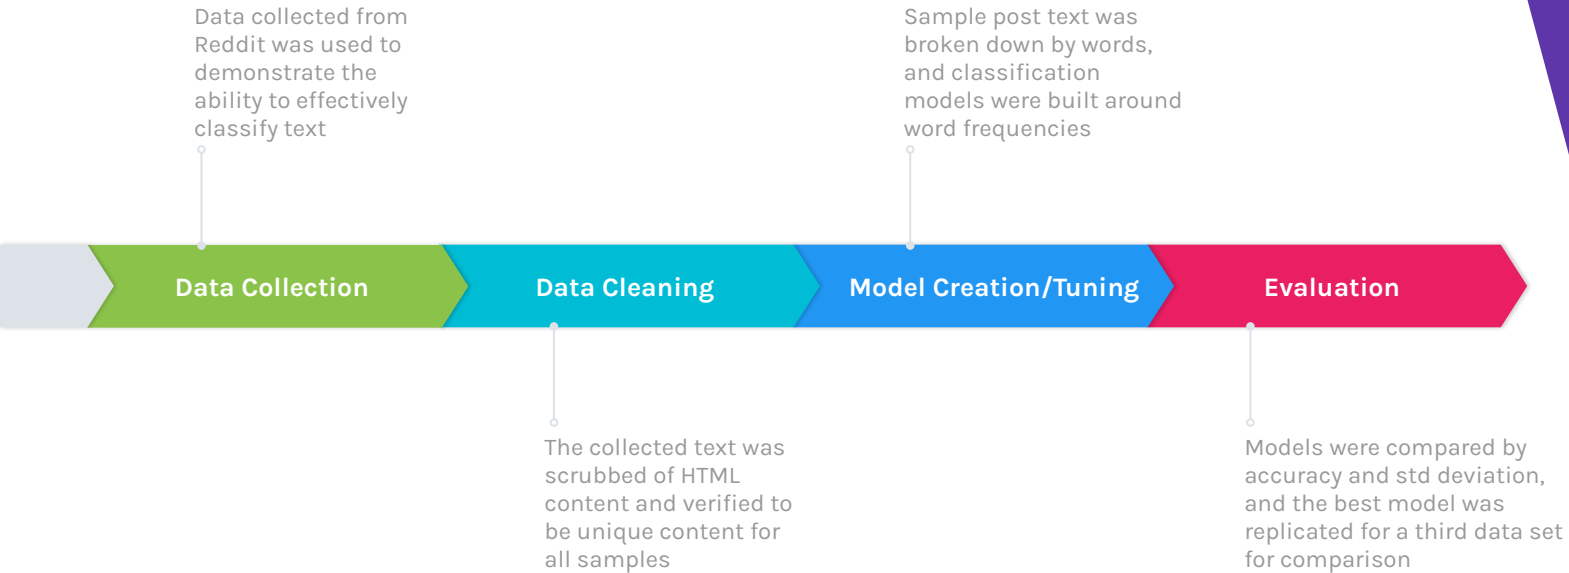 Data collected from
Reddit was used to
demonstrate the
ability to effectively
classify text
Sample post text was
broken down by words,
and classification
models were built around
word frequencies
Data Collection
Data Cleaning
Model Creation/Tuning
Evaluation
The collected text was
scrubbed of HTML
content and verified to
be unique content for
all samples
Models were compared by
accuracy and std deviation,
and the best model was
replicated for a third data set
for comparison